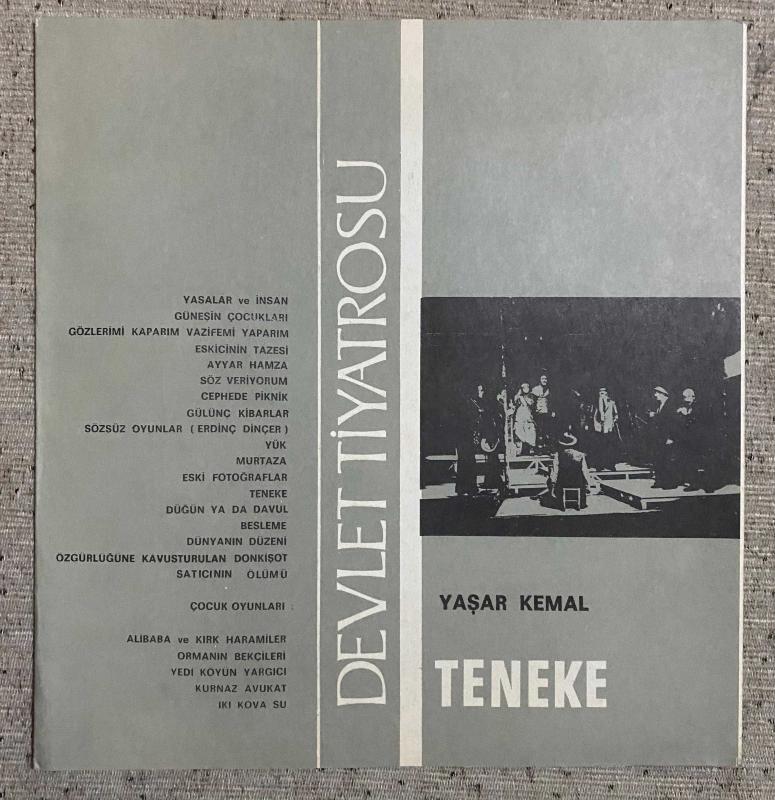 YASALAR ve İNSAN
GÜNEŞİN ÇOCUKLARI
GÖZLERİMİ KAPARIM VAZİFEMİ YAPARIM
ESKİCİNİN TAZESİ
AYYAR HAMZA
SÖZ VERİYORUM
CEPHEDE PİKNİK
GÜLÜNÇ KİBARLAR
SÖZSÜZ OYUNLAR ( ERDİNÇ DİNÇER )
YÜK
MURTAZA
ESKİ FOTOĞRAFLAR
TENEKE
DÜĞÜN YA DA DAVUL
BESLEME
DÜNYANIN DÜZENİ
ÖZGÜRLÜĞÜNE KAVUSTURULAN DONKİŞOT
SATICININ ÖLÜMÜ
ÇOCUK OYUNLARI :
ALİBABA ve KIRK HARAMİLER
ORMANIN BEKÇİLERİ
YEDİ KOYUN YARGICI
KURNAZ AVUKAT
İKİ KOVA SU
DEVLET TİYATROSU
YAŞAR KEMAL
TENEKE